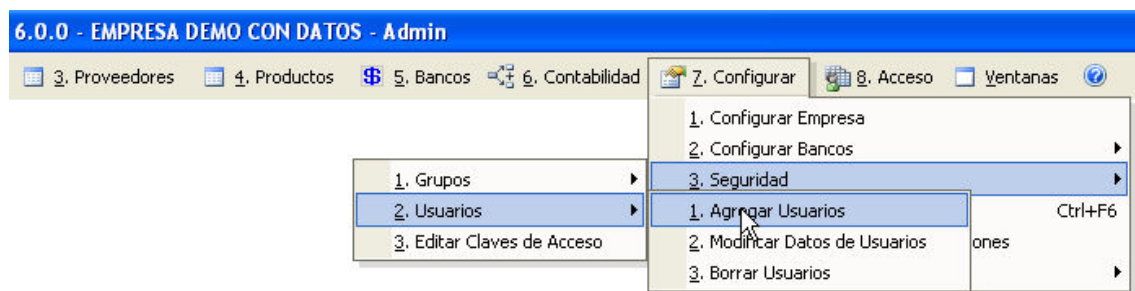 6.0.0 - EMPRESA DEMO CON DATOS - Admin
3. Proveedores 4. Productos 5. Bancos 6. Contabilidad 7. Configurar 8. Acceso Ventanas
1. Configurar Empresa
2. Configurar Bancos
1. Grupos 3. Seguridad
2. Usuarios 1. Agregar Usuarios Ctrl+F6
3. Editar Claves de Acceso 2. Modificar Datos de Usuarios ones
3. Borrar Usuarios